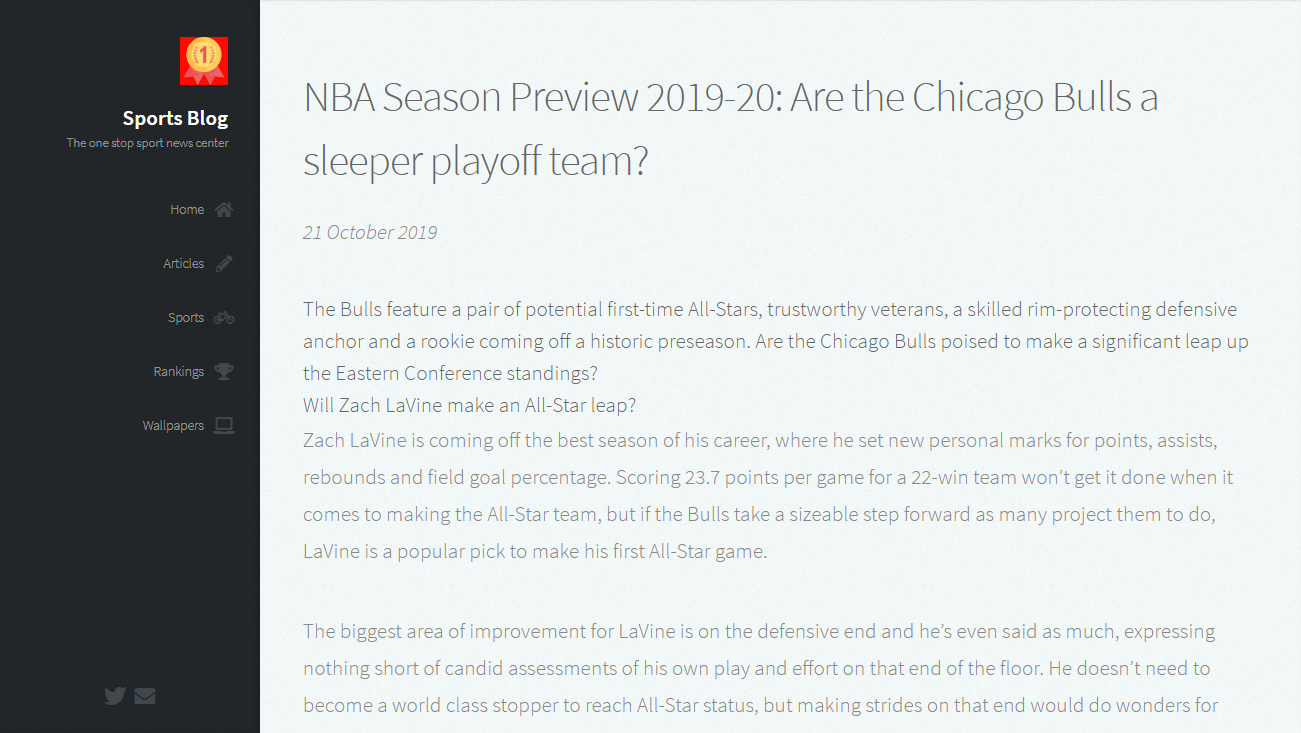 1
Sports Blog
The one stop sport news center
Home
Articles
Sports
Rankings
Wallpapers
NBA Season Preview 2019-20: Are the Chicago Bulls a
sleeper playoff team?
21 October 2019
The Bulls feature a pair of potential first-time All-Stars, trustworthy veterans, a skilled rim-protecting defensive
anchor and a rookie coming off a historic preseason. Are the Chicago Bulls poised to make a significant leap up
the Eastern Conference standings?
Will Zach LaVine make an All-Star leap?
Zach LaVine is coming off the best season of his career, where he set new personal marks for points, assists,
rebounds and field goal percentage. Scoring 23.7 points per game for a 22-win team won’t get it done when it
comes to making the All-Star team, but if the Bulls take a sizeable step forward as many project them to do,
LaVine is a popular pick to make his first All-Star game.
The biggest area of improvement for LaVine is on the defensive end and he’s even said as much, expressing
nothing short of candid assessments of his own play and effort on that end of the floor. He doesn’t need to
become a world class stopper to reach All-Star status, but making strides on that end would do wonders for